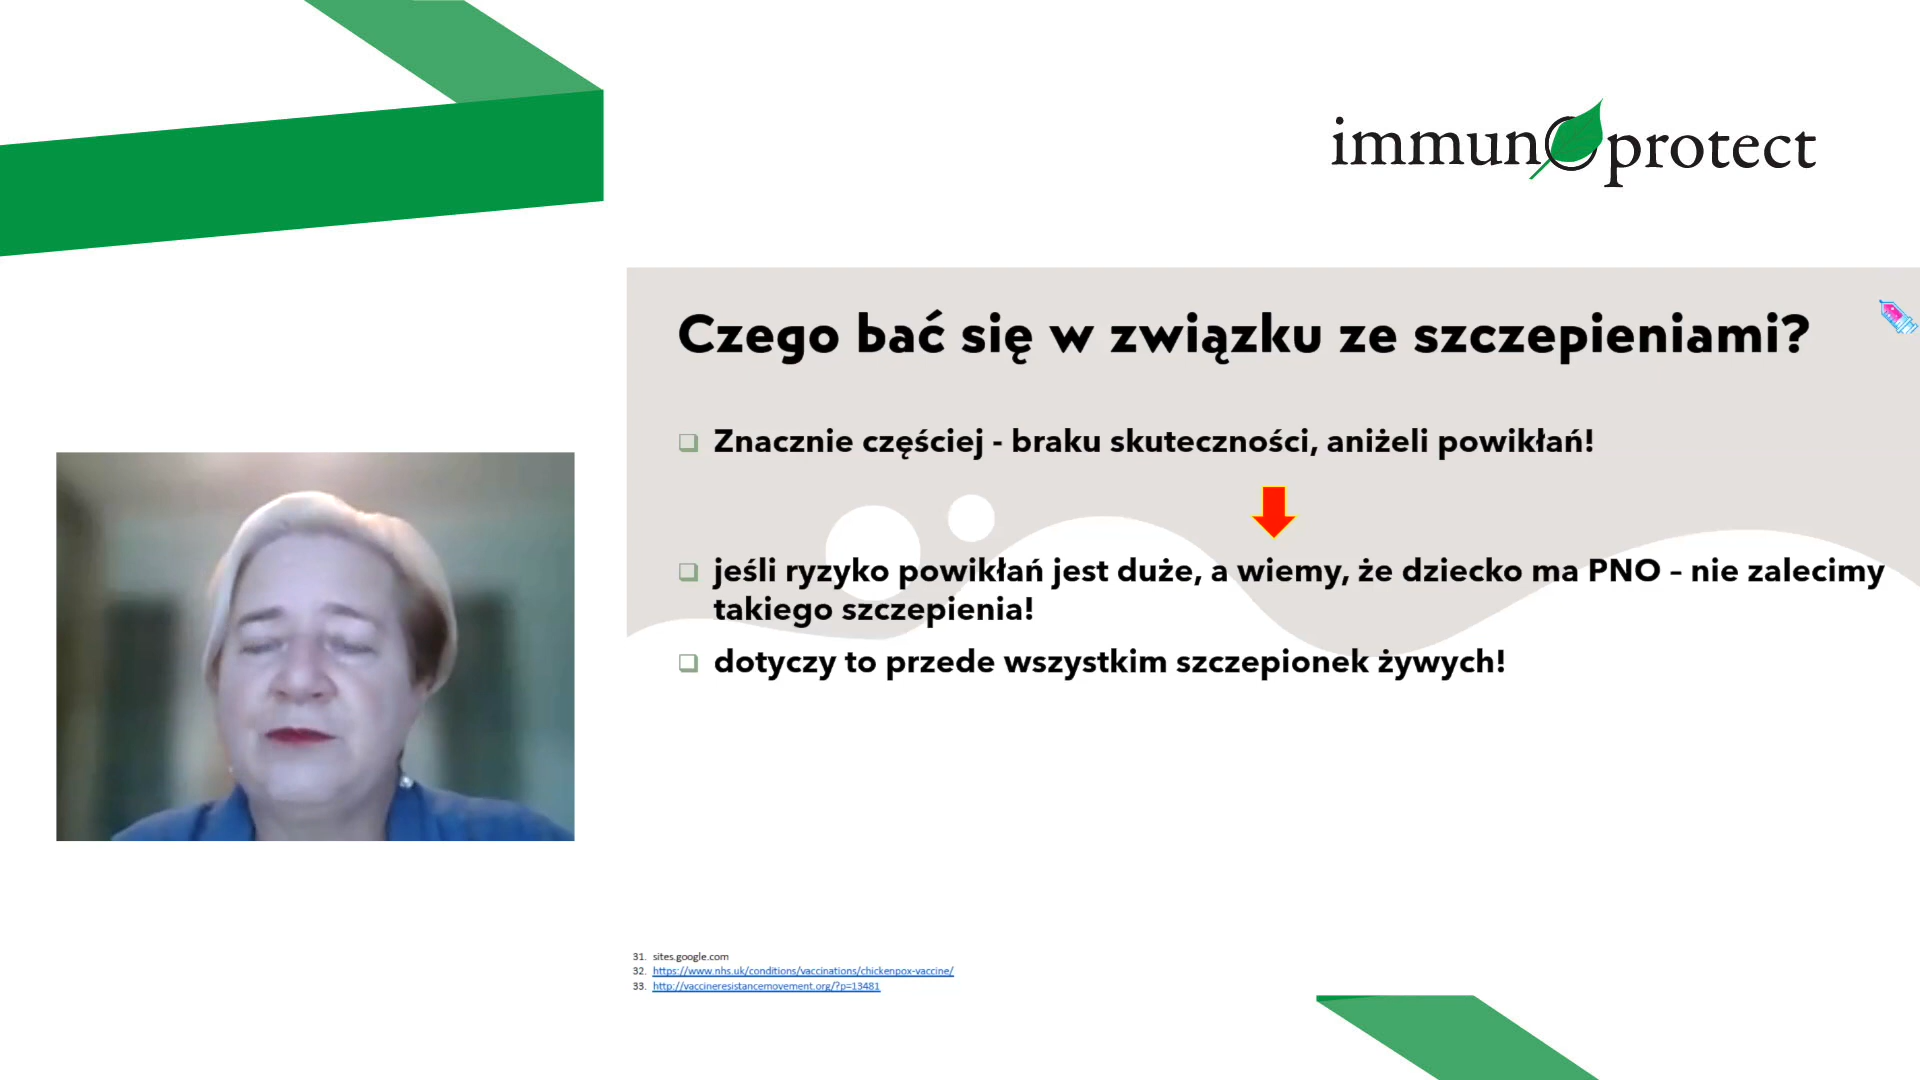 immunoprotect
Czego bać się w związku ze szczepieniami?
❑ Znacznie częściej - braku skuteczności, aniżeli powikłań!
❑ jeśli ryzyko powikłań jest duże, a wiemy, że dziecko ma PNO – nie zalecimy
takiego szczepienia!
❑ dotyczy to przede wszystkim szczepionek żywych!
31. sites.google.com
32. https://www.nhs.uk/conditions/vaccinations/chickenpox-vaccine/
33. http://vaccineresistancemovement.org/?p=13481